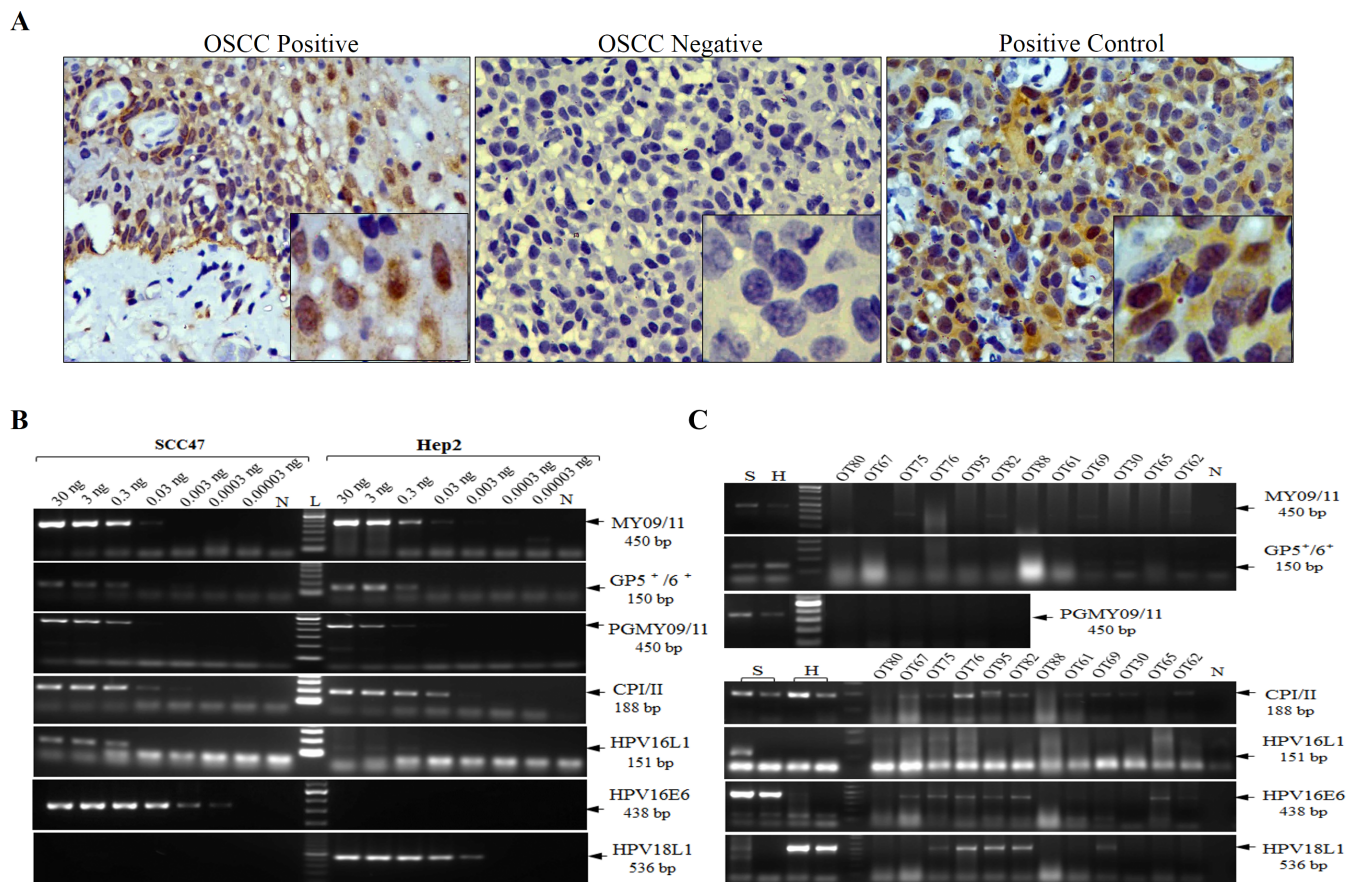 A
OSCC Positive OSCC Negative Positive Control
B
SCC47 Hep2
30 ng 3 ng 0.3 ng 0.03 ng 0.003 ng 0.0003 ng 0.00003 ng N L 30 ng 3 ng 0.3 ng 0.03 ng 0.003 ng 0.0003 ng 0.00003 ng N
MY09/11
450 bp
GP5+/6+
150 bp
PGMY09/11
450 bp
CPI/II
188 bp
HPV16L1
151 bp
HPV16E6
438 bp
HPV18L1
536 bp
C
S H OT80 OT67 OT75 OT76 OT95 OT82 OT88 OT61 OT69 OT30 OT65 OT62 N
MY09/11
450 bp
GP5+/6+
150 bp
PGMY09/11
450 bp
S H OT80 OT67 OT75 OT76 OT95 OT82 OT88 OT61 OT69 OT30 OT65 OT62 N
CPI/II
188 bp
HPV16L1
151 bp
HPV16E6
438 bp
HPV18L1
536 bp